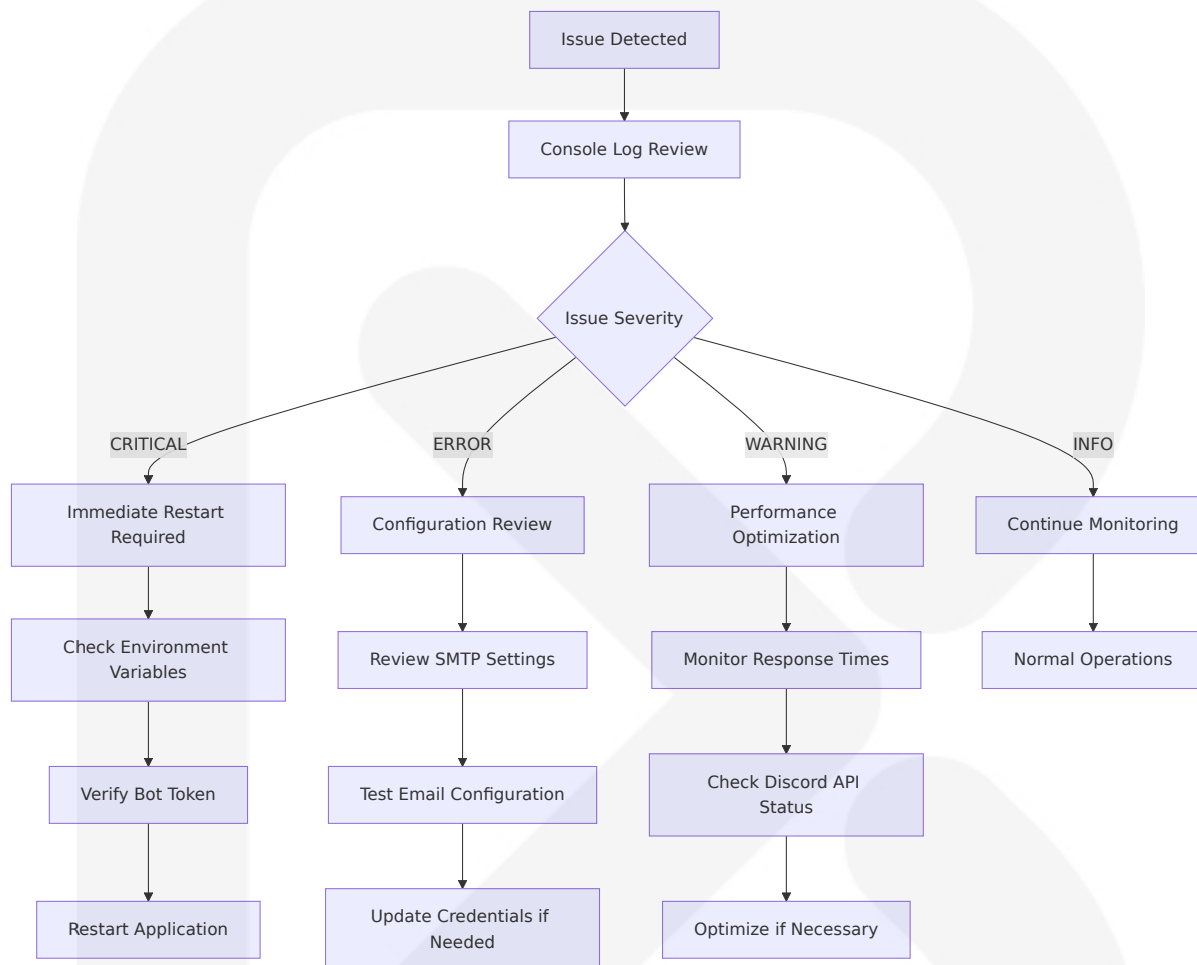 Issue Detected
Console Log Review
Issue Severity
CRITICAL
ERROR
WARNING
INFO
Immediate Restart
Required
Configuration Review
Performance
Optimization
Continue Monitoring
Check Environment
Variables
Review SMTP Settings
Monitor Response Times
Normal Operations
Verify Bot Token
Test Email Configuration
Check Discord API
Status
Restart Application
Update Credentials if
Needed
Optimize if Necessary